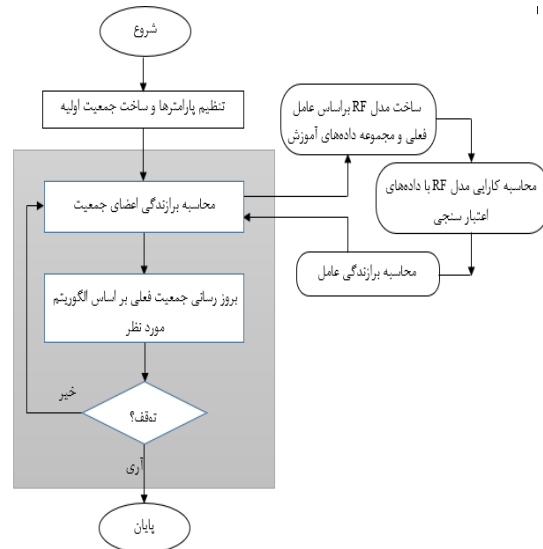 شروع
تنظیم پارامترها و ساخت جمعیت اولیه
محاسبه برازندگی اعضای جمعیت
ساخت مدل RF براساس عامل
فعلی و مجموعه داده‌های آموزش
محاسبه کارایی مدل RF با داده‌های
اعتبار سنجی
محاسبه برازندگی عامل
بروز رسانی جمعیت فعلی بر اساس الگوریتم
مورد نظر
توقف؟
خیر
آری
پایان